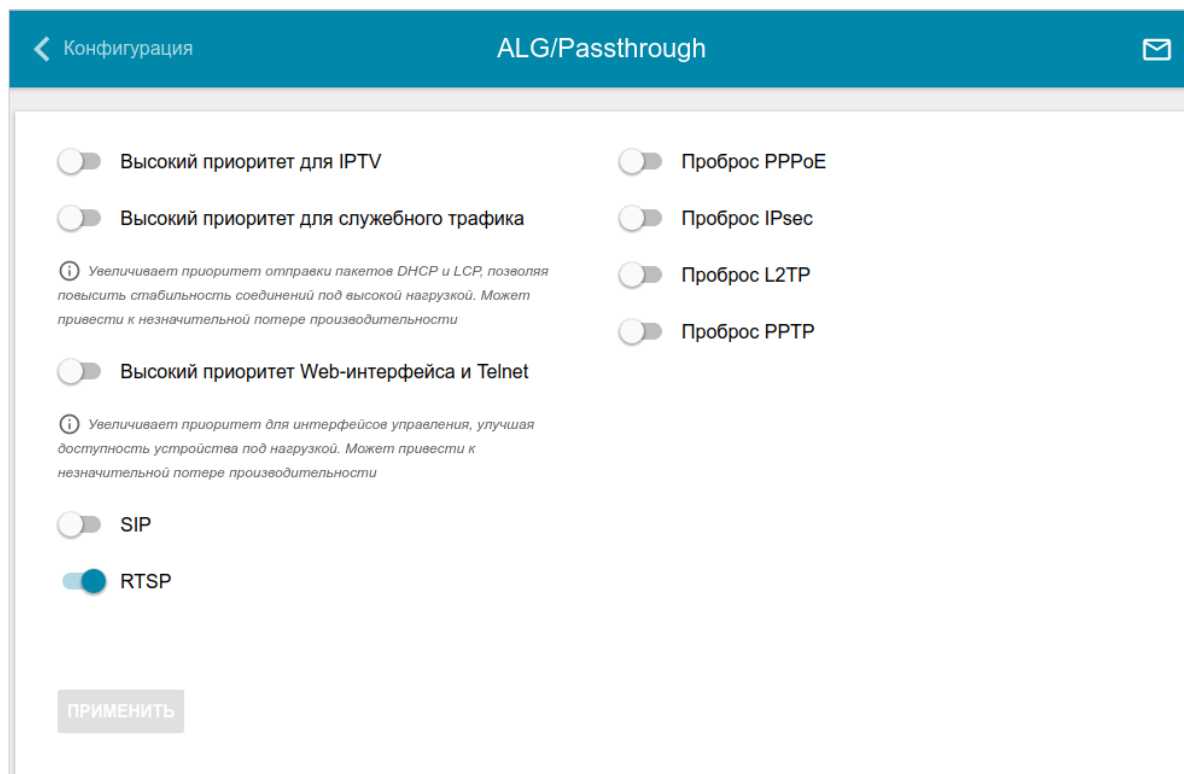 Конфигурация
ALG/Passthrough
Высокий приоритет для IPTV
Высокий приоритет для служебного трафика
Увеличивает приоритет отправки пакетов DHCP и LCP, позволяя
повысить стабильность соединений под высокой нагрузкой. Может
привести к незначительной потере производительности
Высокий приоритет Web-интерфейса и Telnet
Увеличивает приоритет для интерфейсов управления, улучшая
доступность устройства под нагрузкой. Может привести к
незначительной потере производительности
SIP
RTSP
Проброс PPPoE
Проброс IPsec
Проброс L2TP
Проброс PPTP
ПРИМЕНИТЬ